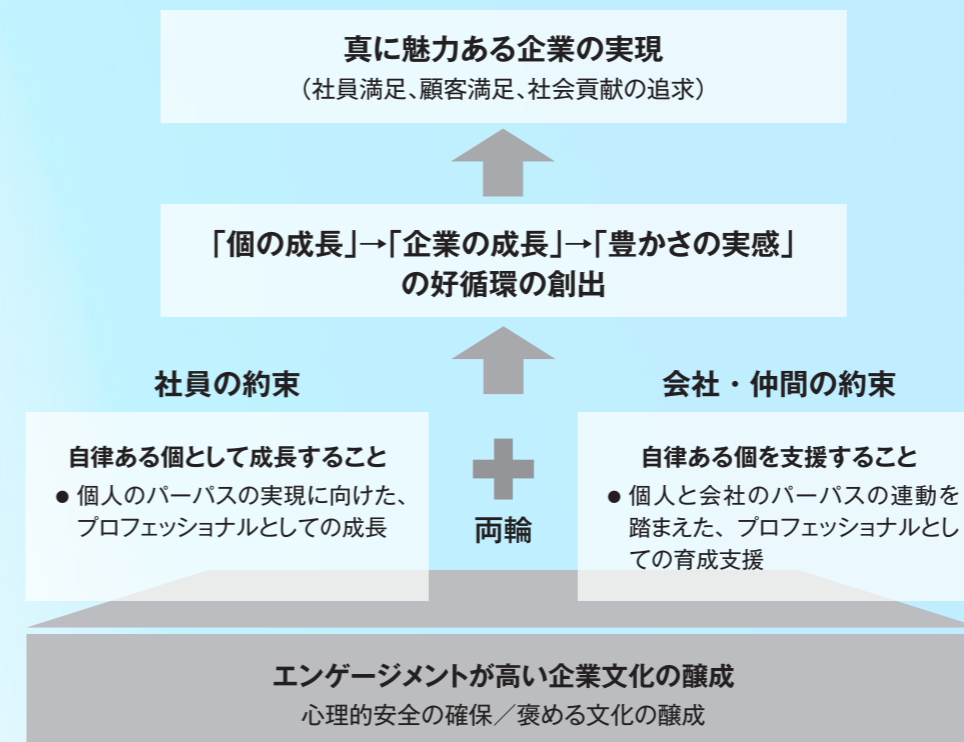 真に魅力ある企業の実現
（社員満足、顧客満足、社会貢献の追求）
「個の成長」→「企業の成長」→「豊かさの実感」
の好循環の創出
社員の約束
自律ある個として成長すること
● 個人のパーパスの実現に向けた、
プロフェッショナルとしての成長
両輪
会社・仲間の約束
自律ある個を支援すること
● 個人と会社のパーパスの連動を
踏まえた、プロフェッショナルとし
ての育成支援
エンゲージメントが高い企業文化の醸成
心理的安全の確保／褒める文化の醸成